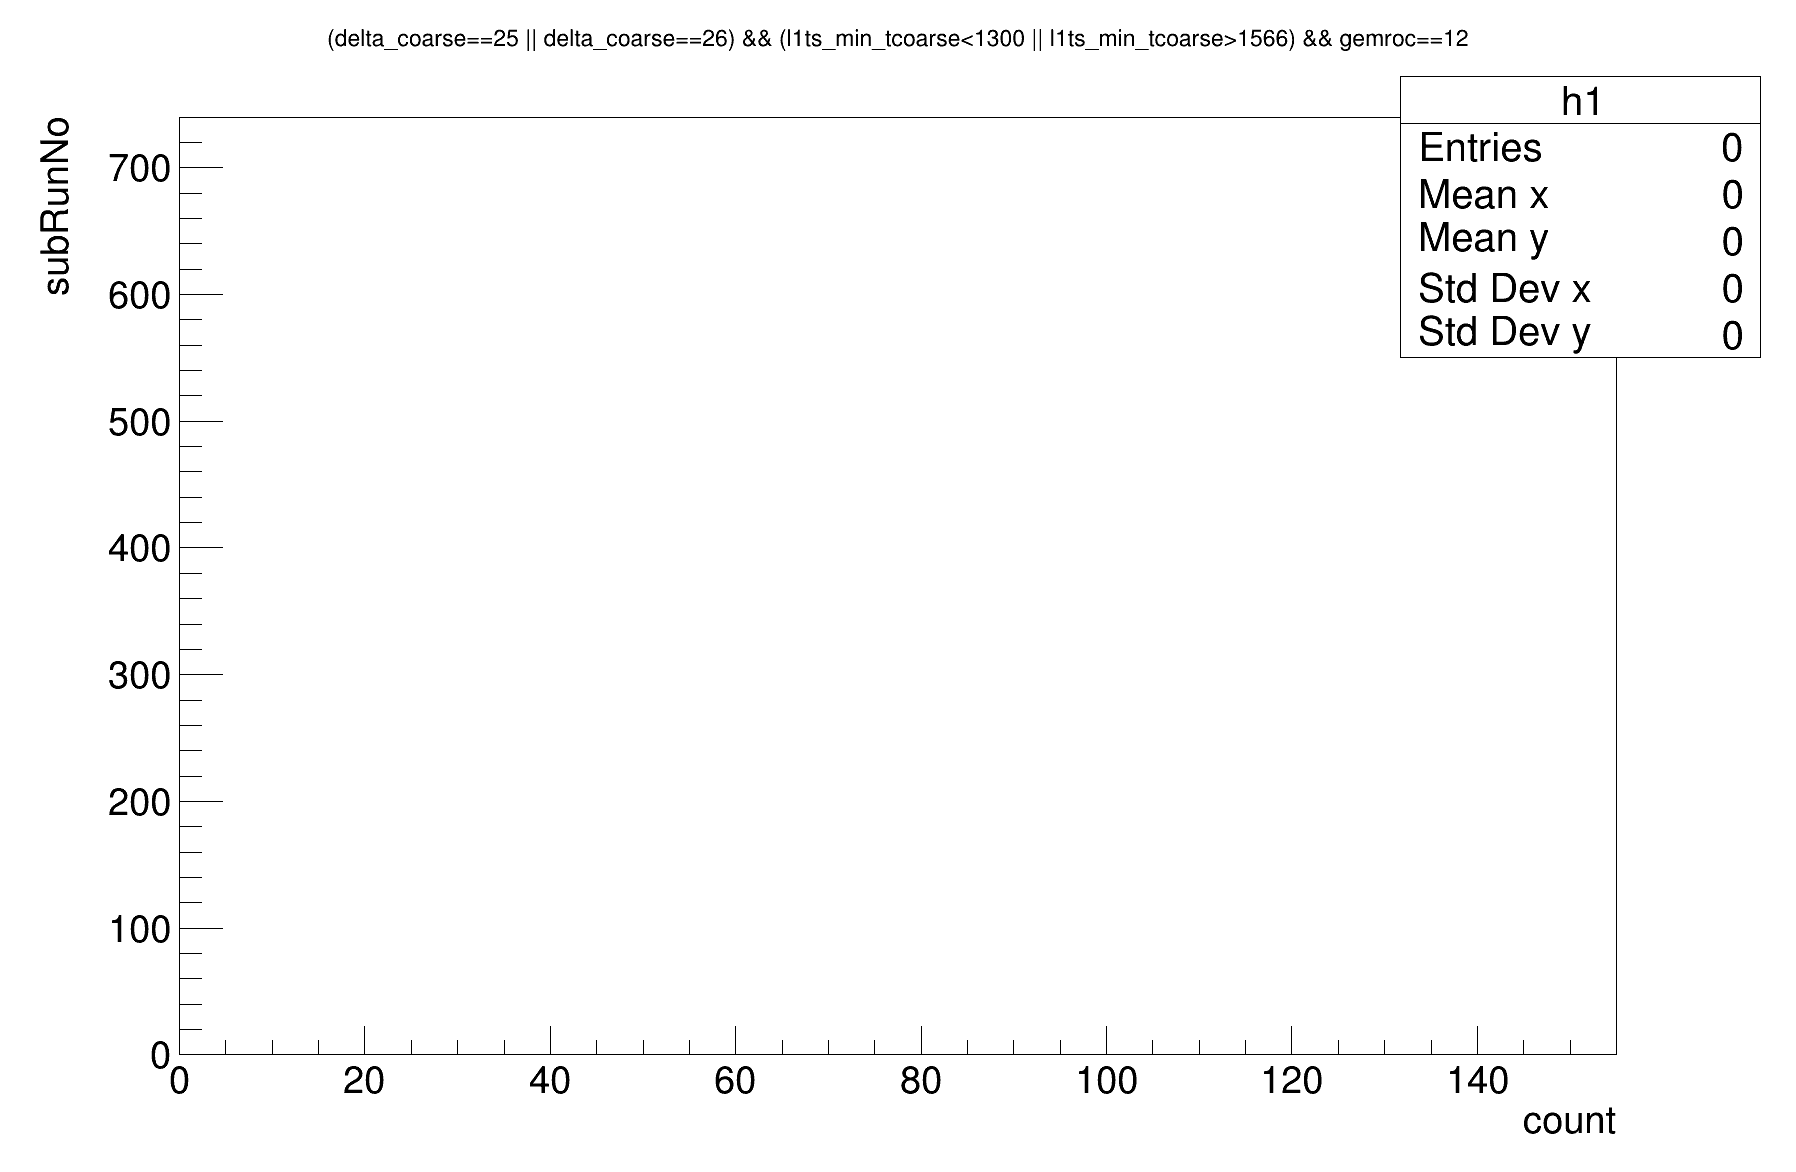 (delta_coarse==25 || delta_coarse==26) && (l1ts_min_tcoarse<1300 || l1ts_min_tcoarse>1566) && gemroc==12
h1
Entries 0
Mean x 0
Mean y 0
Std Dev x 0
Std Dev y 0
subRunNo
700
600
500
400
300
200
100
0
0 20 40 60 80 100 120 140
count